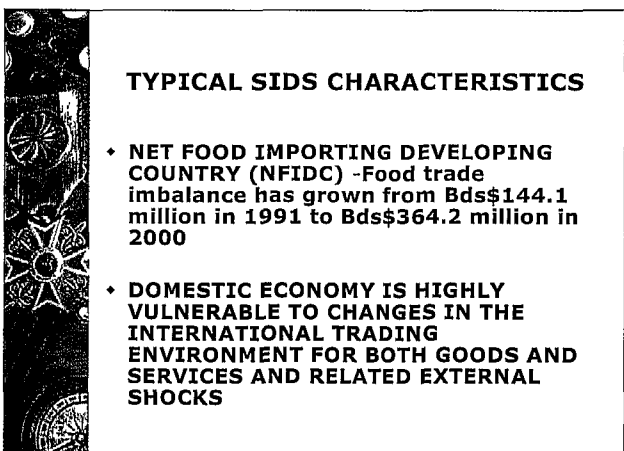 TYPICAL SIDS CHARACTERISTICS
◆ NET FOOD IMPORTING DEVELOPING
COUNTRY (NFIDC) -Food trade
imbalance has grown from Bds$144.1
million in 1991 to Bds$364.2 million in
2000
◆ DOMESTIC ECONOMY IS HIGHLY
VULNERABLE TO CHANGES IN THE
INTERNATIONAL TRADING
ENVIRONMENT FOR BOTH GOODS AND
SERVICES AND RELATED EXTERNAL
SHOCKS